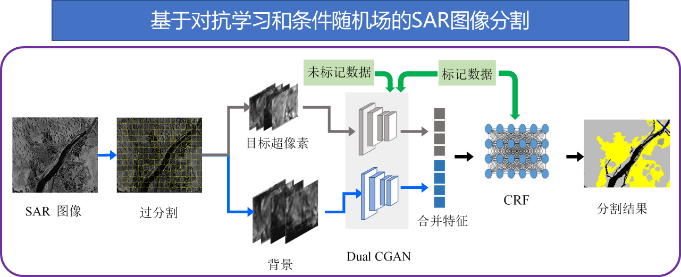 基于对抗学习和条件随机场的SAR图像分割
未标记数据
标记数据
目标超像素
SAR 图像
过分割
背景
Dual CGAN
合并特征
CRF
分割结果